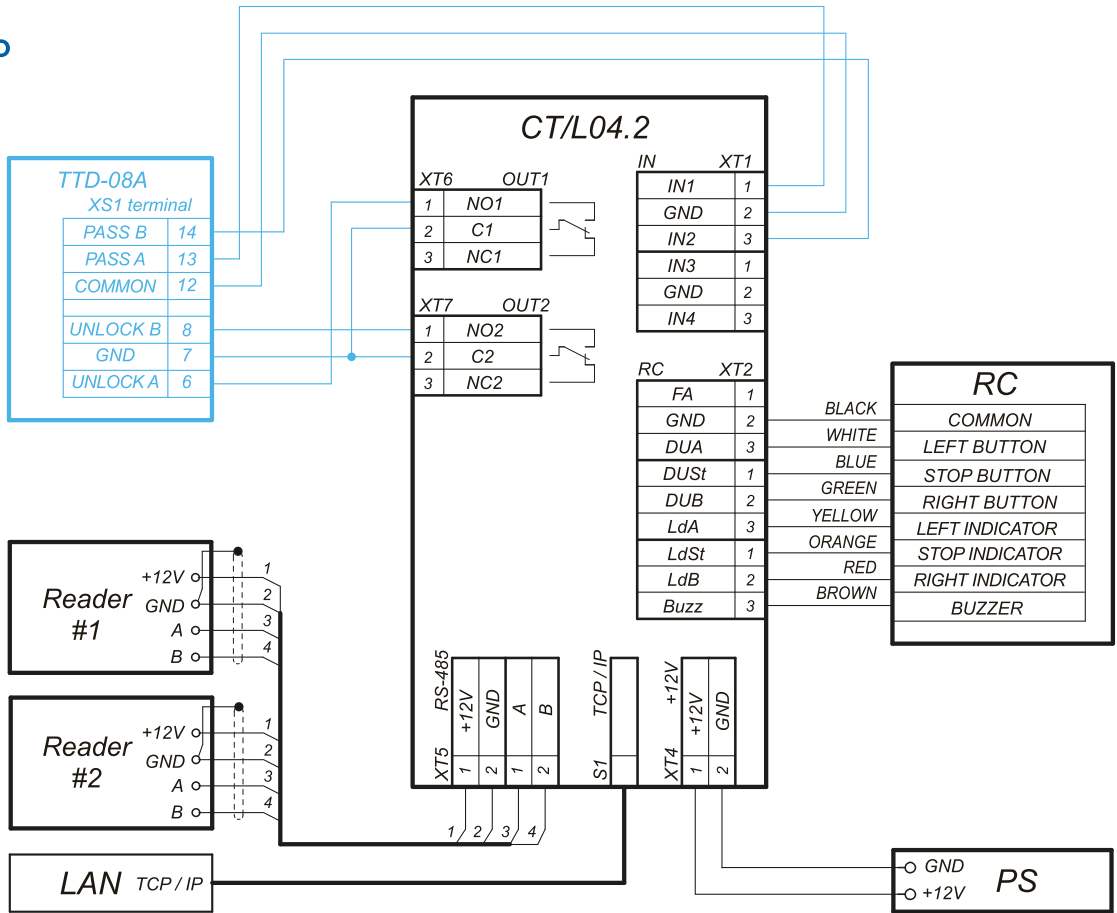 CT/L04.2
TTD-08A
XS1 terminal
PASS B 14
PASS A 13
COMMON 12
UNLOCK B 8
GND 7
UNLOCK A 6
XT6 OUT1
1 NO1
2 C1
3 NC1
XT7 OUT2
1 NO2
2 C2
3 NC2
IN XT1
IN1 1
GND 2
IN2 3
IN3 1
GND 2
IN4 3
RC XT2
FA 1
GND 2
DUA 3
DUSt 1
DUB 2
LdA 3
LdSt 1
LdB 2
Buzz 3
BLACK
WHITE
BLUE
GREEN
YELLOW
ORANGE
RED
BROWN
RC
COMMON
LEFT BUTTON
STOP BUTTON
RIGHT BUTTON
LEFT INDICATOR
STOP INDICATOR
RIGHT INDICATOR
BUZZER
Reader
#1
+12V 1
GND 2
A 3
B 4
Reader
#2
+12V 1
GND 2
A 3
B 4
XT5 RS-485
1 +12V
2 GND
1 A
2 B
S1 TCP / IP
XT4 +12V
1 +12V
2 GND
1 2 3 4
LAN TCP / IP
GND
+12V
PS